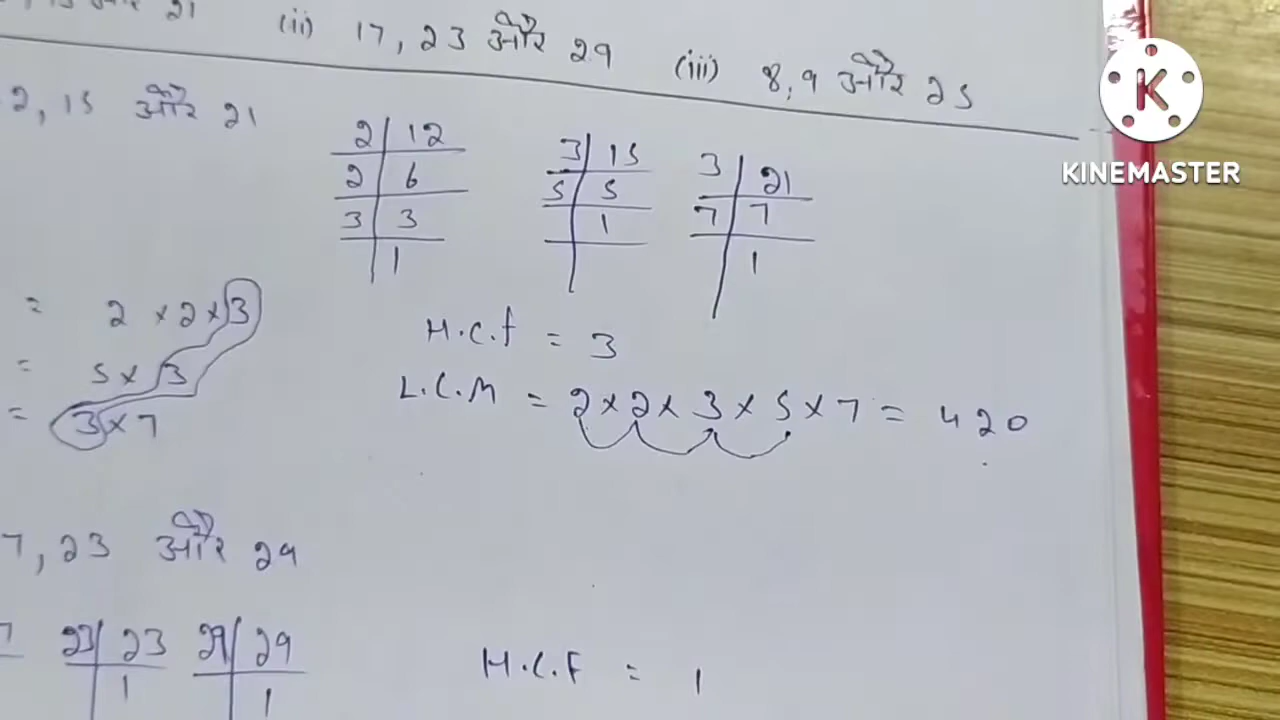 21 (ii) 17, 23 और 29 (iii) 8, 9 और 25
2, 15 और 21
2 | 12
2 | 6
3 | 3
1
3 | 15
5 | 5
1
3 | 21
7 | 7
1
= 2 × 2 × 3
= 5 × 3
= 3 × 7
H.C.f = 3
L.C.M = 2 × 2 × 3 × 5 × 7 = 420
7, 23 और 29
23 | 23
1
29 | 29
1
H.C.F = 1
K
KINEMASTER